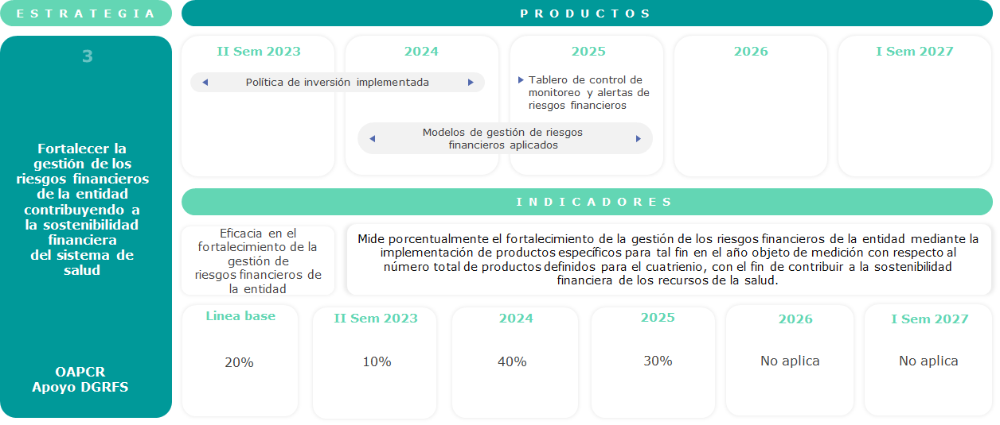 ESTRATEGIA
PRODUCTOS
3
Fortalecer la
gestión de los
riesgos financieros
de la entidad
contribuyendo a
la sostenibilidad
financiera
del sistema de
salud
OAPCR
Apoyo DGRFS
II Sem 2023
2024
2025
2026
I Sem 2027
Política de inversión implementada
Tablero de control de
monitoreo y alertas de
riesgos financieros
Modelos de gestión de riesgos
financieros aplicados
INDICADORES
Eficacia en el
fortalecimiento de la
gestión de
riesgos financieros de
la entidad
Mide porcentualmente el fortalecimiento de la gestión de los riesgos financieros de la entidad mediante la
implementación de productos específicos para tal fin en el año objeto de medición con respecto al
número total de productos definidos para el cuatrienio, con el fin de contribuir a la sostenibilidad
financiera de los recursos de la salud.
Linea base
II Sem 2023
2024
2025
2026
I Sem 2027
20%
10%
40%
30%
No aplica
No aplica